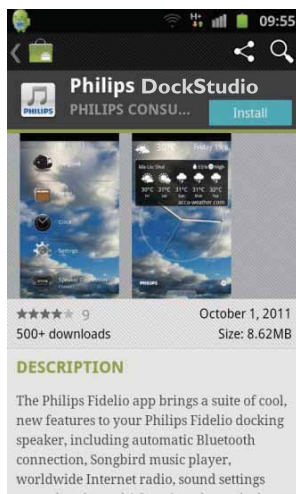 H+ 09:55
Philips DockStudio
PHILIPS
PHILIPS CONSU...
Install
30°C Friday
Clock
Settings
30°C 31°C 31°C 31°C
accu-weather.com
PHILIPS
9
October 1, 2011
500+ downloads
Size: 8.62MB
DESCRIPTION
The Philips Fidelio app brings a suite of cool,
new features to your Philips Fidelio docking
speaker, including automatic Bluetooth
connection, Songbird music player,
worldwide Internet radio, sound settings